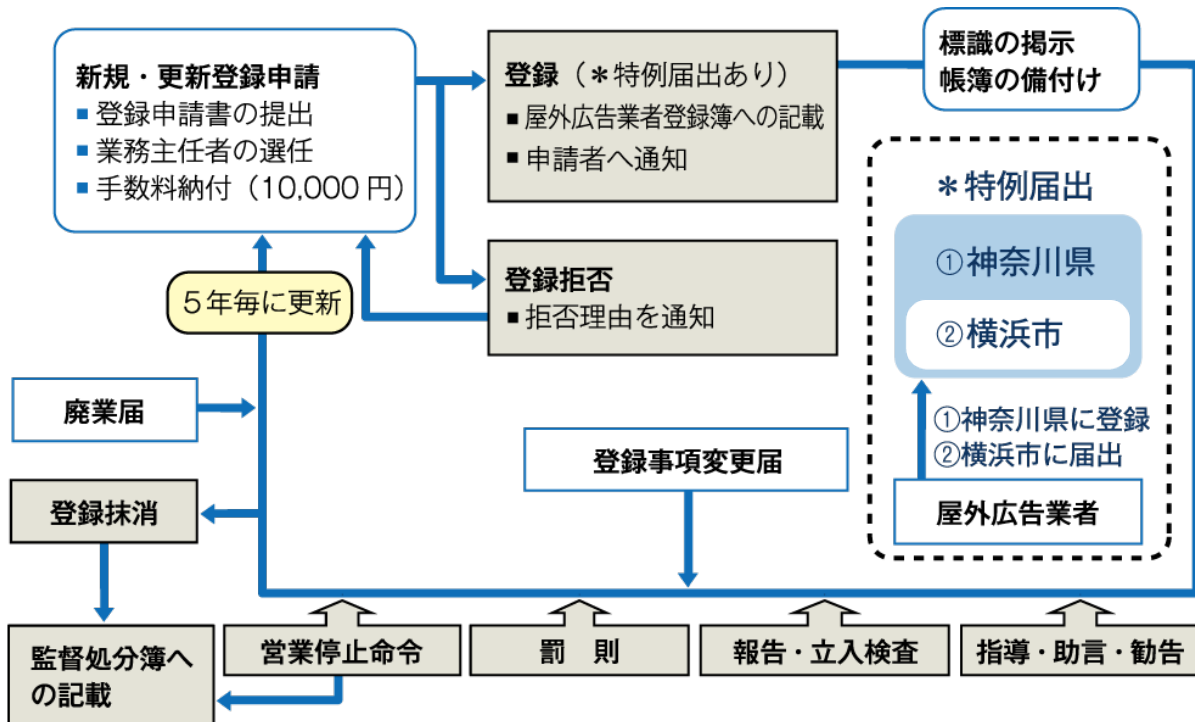 新規・更新登録申請
■ 登録申請書の提出
■ 業務主任者の選任
■ 手数料納付（10,000 円）
登録（＊特例届出あり）
■ 屋外広告業者登録簿への記載
■ 申請者へ通知
標識の掲示
帳簿の備付け
登録拒否
■ 拒否理由を通知
５年毎に更新
＊特例届出
①神奈川県
②横浜市
①神奈川県に登録
②横浜市に届出
屋外広告業者
廃業届
登録事項変更届
登録抹消
監督処分簿へ
の記載
営業停止命令
罰　則
報告・立入検査
指導・助言・勧告